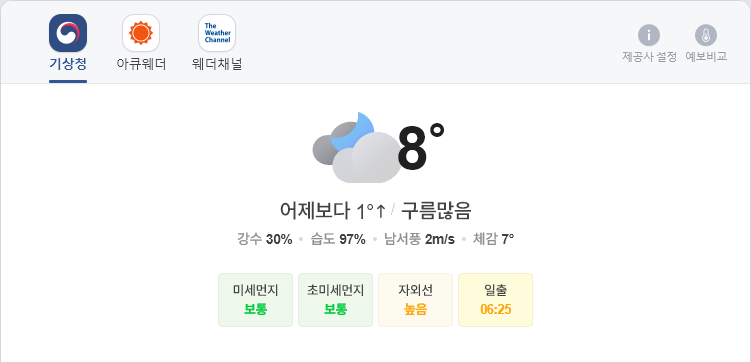 The
Weather
Channel
기상청 아큐웨더 웨더채널
제공사 설정 예보비교
8°
어제보다 1°↑ / 구름많음
강수 30% • 습도 97% • 남서풍 2m/s • 체감 7°
미세먼지 초미세먼지 자외선 일출
보통 보통 높음 06:25